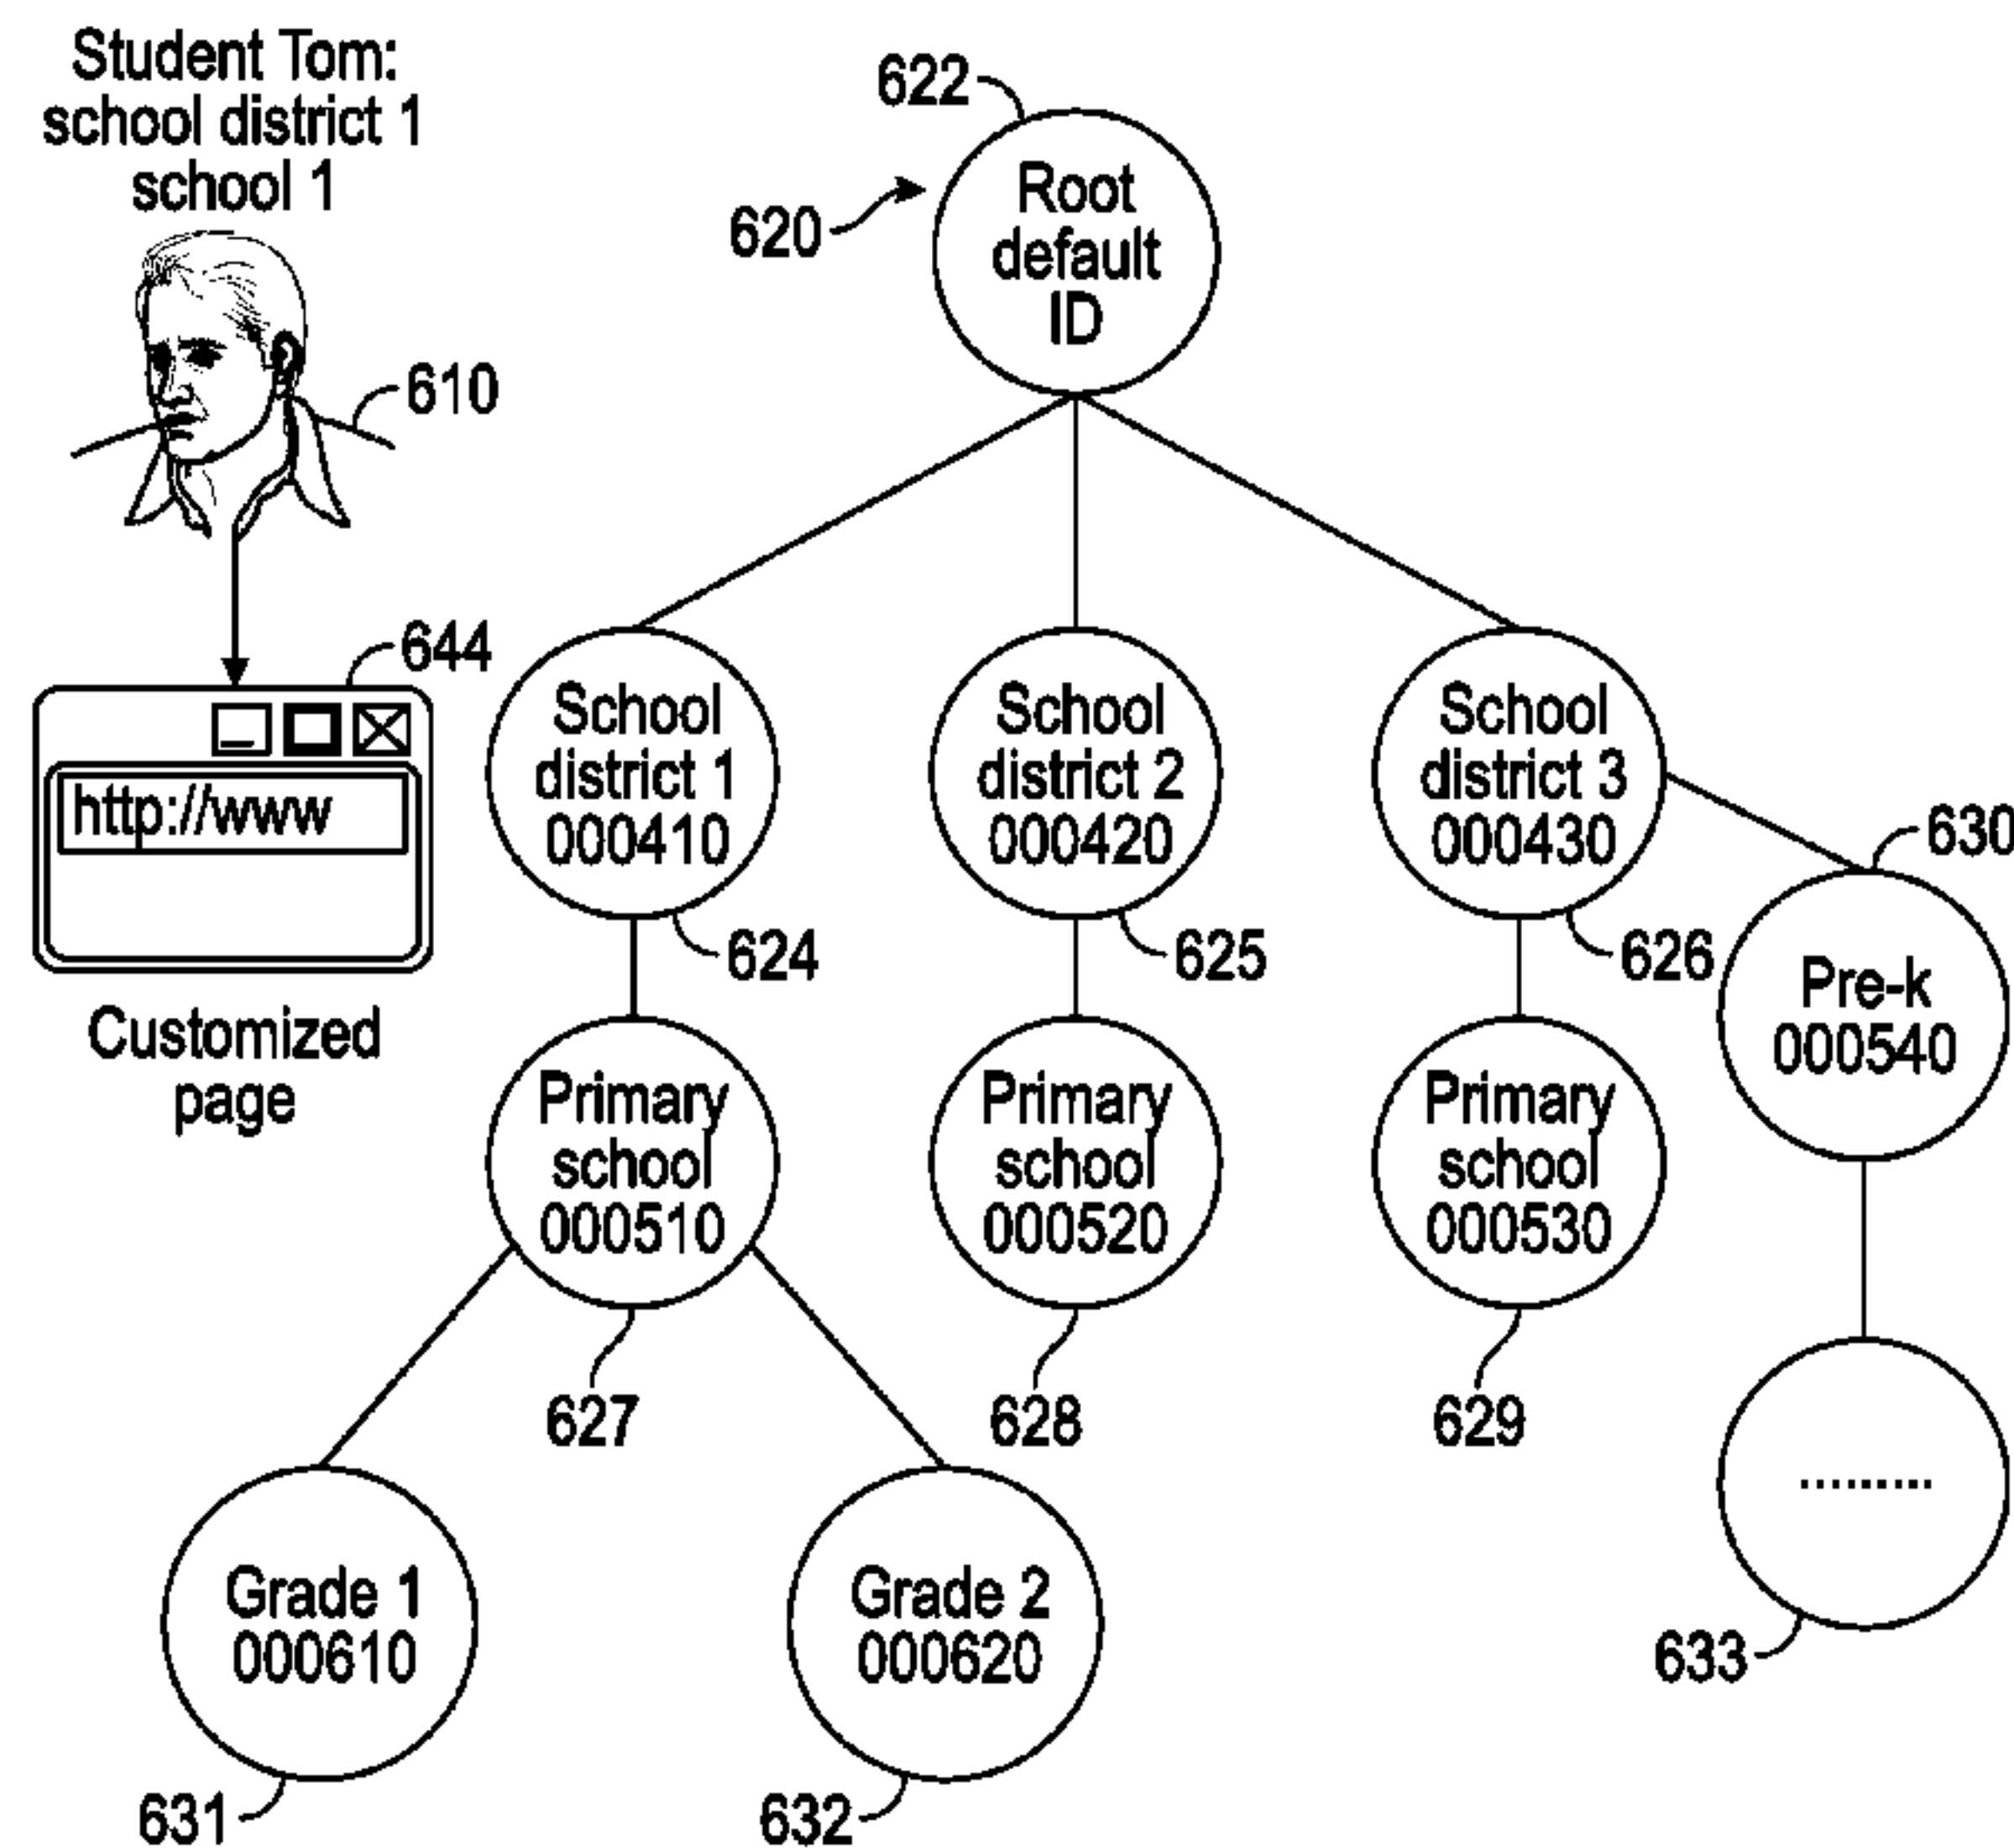 Student Tom:
school district 1
school 1
610
644
http://www
Customized
page
622
620
Root
default
ID
School
district 1
000410
624
School
district 2
000420
625
School
district 3
000430
626
630
Pre-k
000540
Primary
school
000510
627
Primary
school
000520
628
Primary
school
000530
629
.........
633
Grade 1
000610
631
Grade 2
000620
632